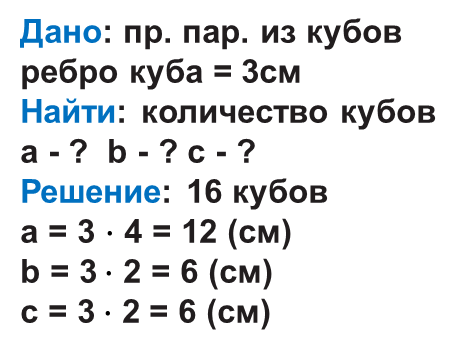 Дано: пр. пар. из кубов
ребро куба = 3см
Найти: количество кубов
a - ? b - ? c - ?
Решение: 16 кубов
a = 3 · 4 = 12 (см)
b = 3 · 2 = 6 (см)
c = 3 · 2 = 6 (см)